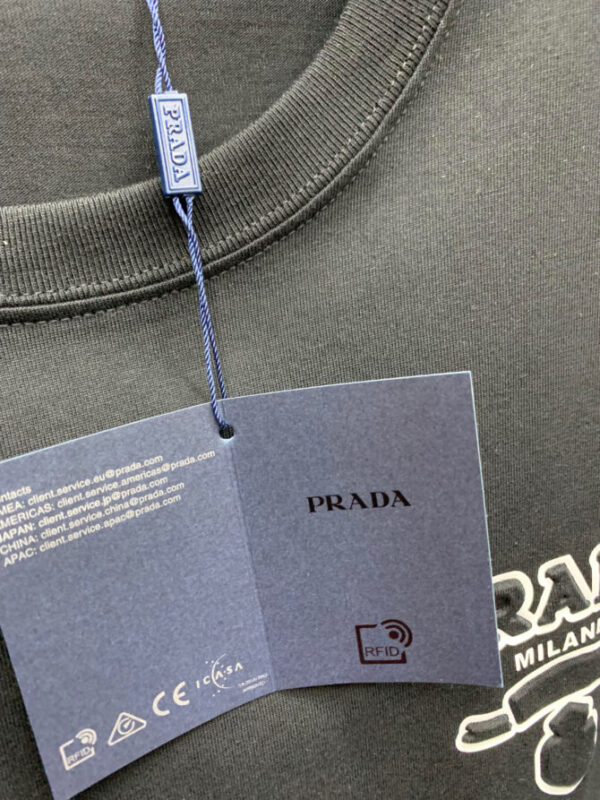 PRADA
ntacts
MEA: client.service.eu@prada.com
AMERICAS: client.service.americas@prada.com
JAPAN: client.service.jp@prada.com
CHINA: client.service.china@prada.com
APAC: client.service.apac@prada.com
PRADA
RFID
RFID
CE
ICASA
RA
MILANO